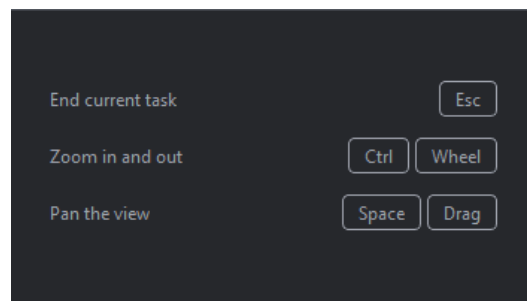 End current task Esc
Zoom in and out Ctrl Wheel
Pan the view Space Drag